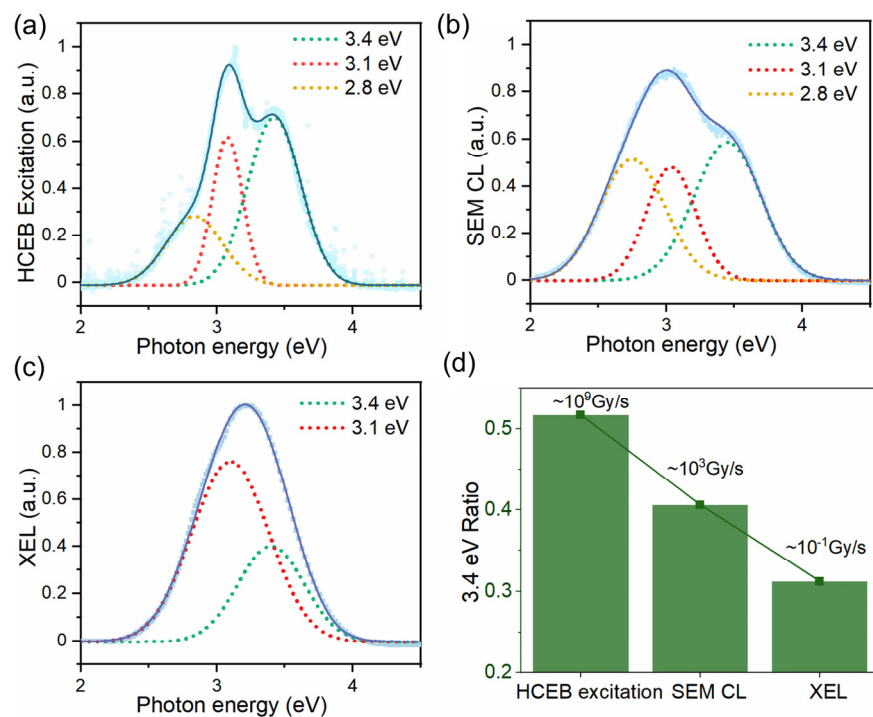 (a)
HCEB Excitation (a.u.)
1
0.8
0.6
0.4
0.2
0
3.4 eV
3.1 eV
2.8 eV
2
3
4
Photon energy (eV)
(b)
SEM CL (a.u.)
1
0.8
0.6
0.4
0.2
0
3.4 eV
3.1 eV
2.8 eV
2
3
4
Photon energy (eV)
(c)
XEL (a.u.)
1
0.8
0.6
0.4
0.2
0
3.4 eV
3.1 eV
2
3
4
Photon energy (eV)
(d)
3.4 eV Ratio
0.5
0.4
0.3
0.2
~10⁹Gy/s
~10³Gy/s
~10⁻¹Gy/s
HCEB excitation SEM CL XEL